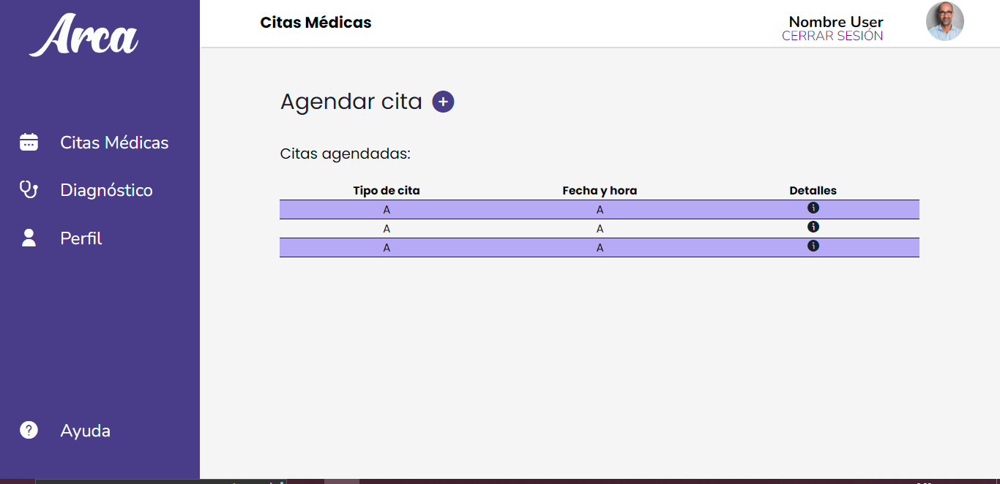 Arca
Citas Médicas
Nombre User
CERRAR SESIÓN
Citas Médicas
Diagnóstico
Perfil
Ayuda
Agendar cita
Citas agendadas:
Tipo de cita Fecha y hora Detalles
A A
A A
A A